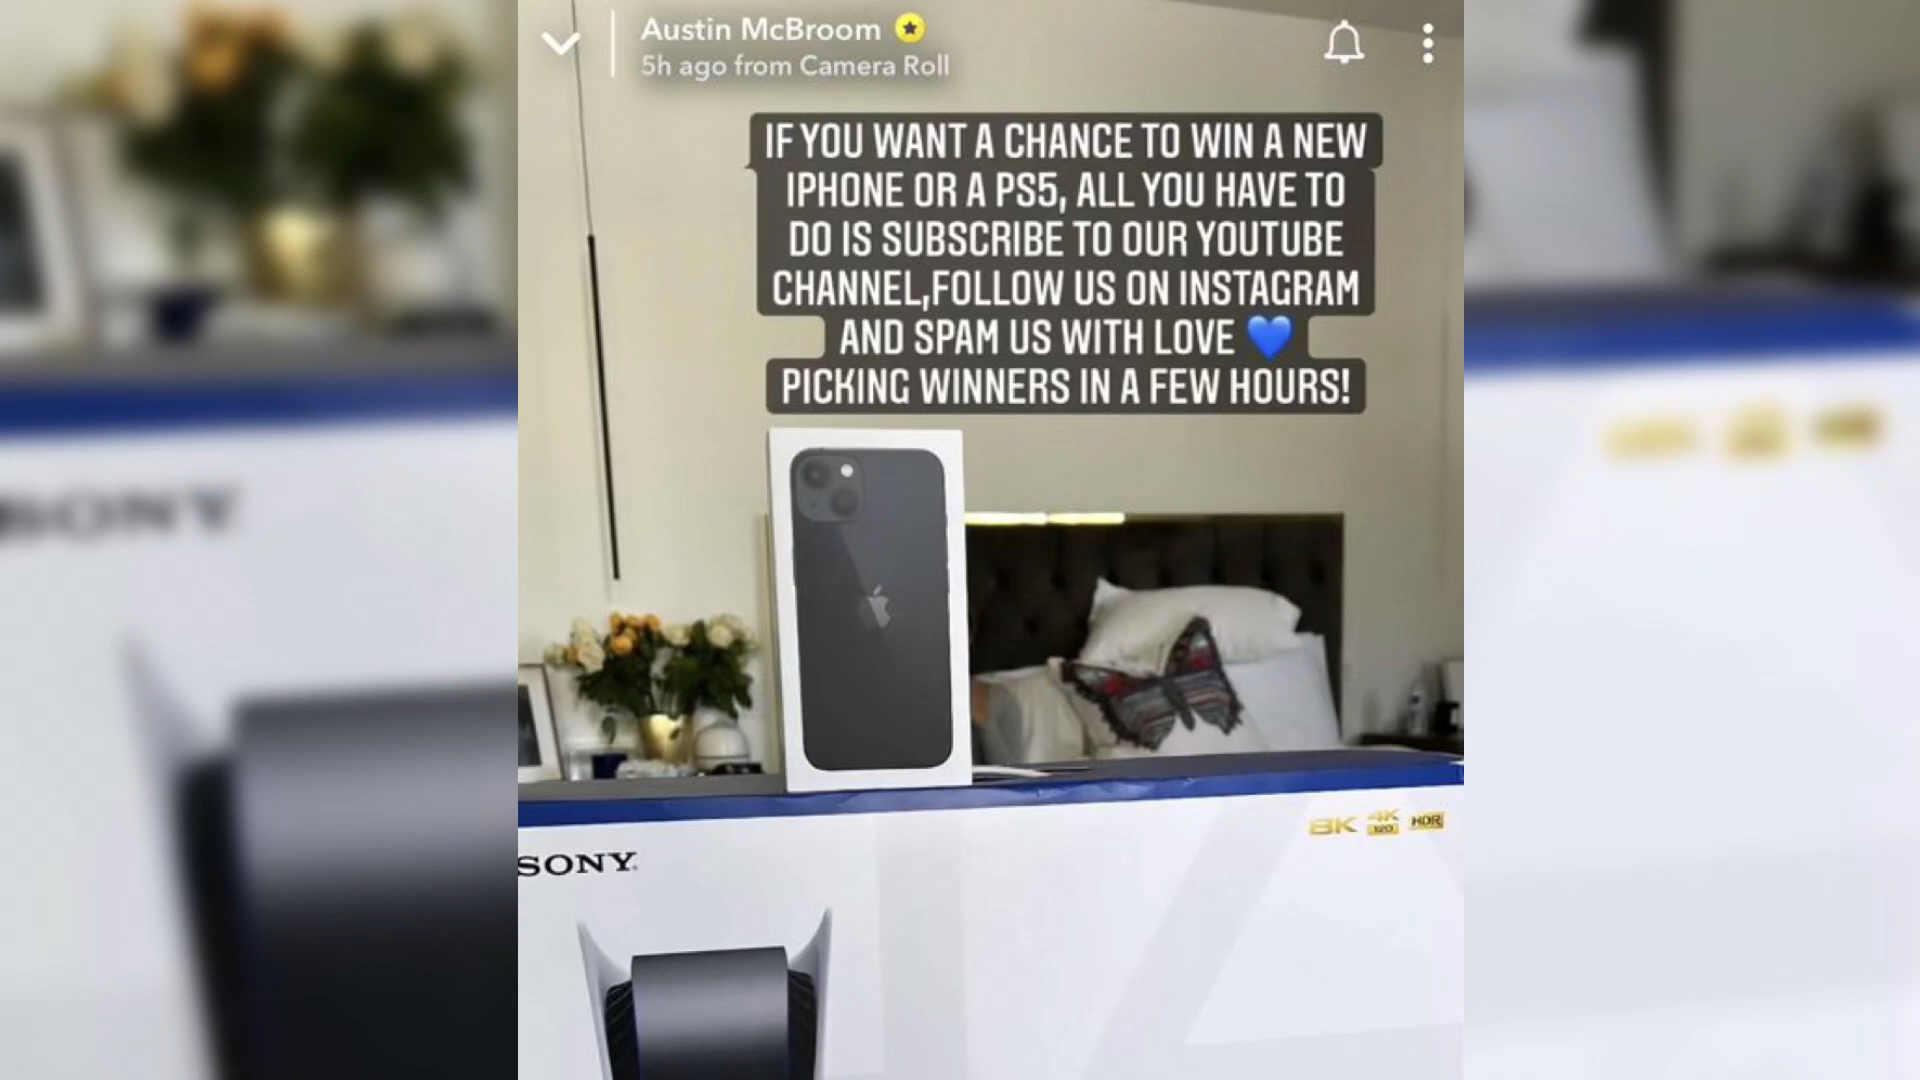 Austin McBroom
5h ago from Camera Roll
IF YOU WANT A CHANCE TO WIN A NEW
IPHONE OR A PS5, ALL YOU HAVE TO
DO IS SUBSCRIBE TO OUR YOUTUBE
CHANNEL,FOLLOW US ON INSTAGRAM
AND SPAM US WITH LOVE 💙
PICKING WINNERS IN A FEW HOURS!
8K 4K 120 HDR
SONY
SONY